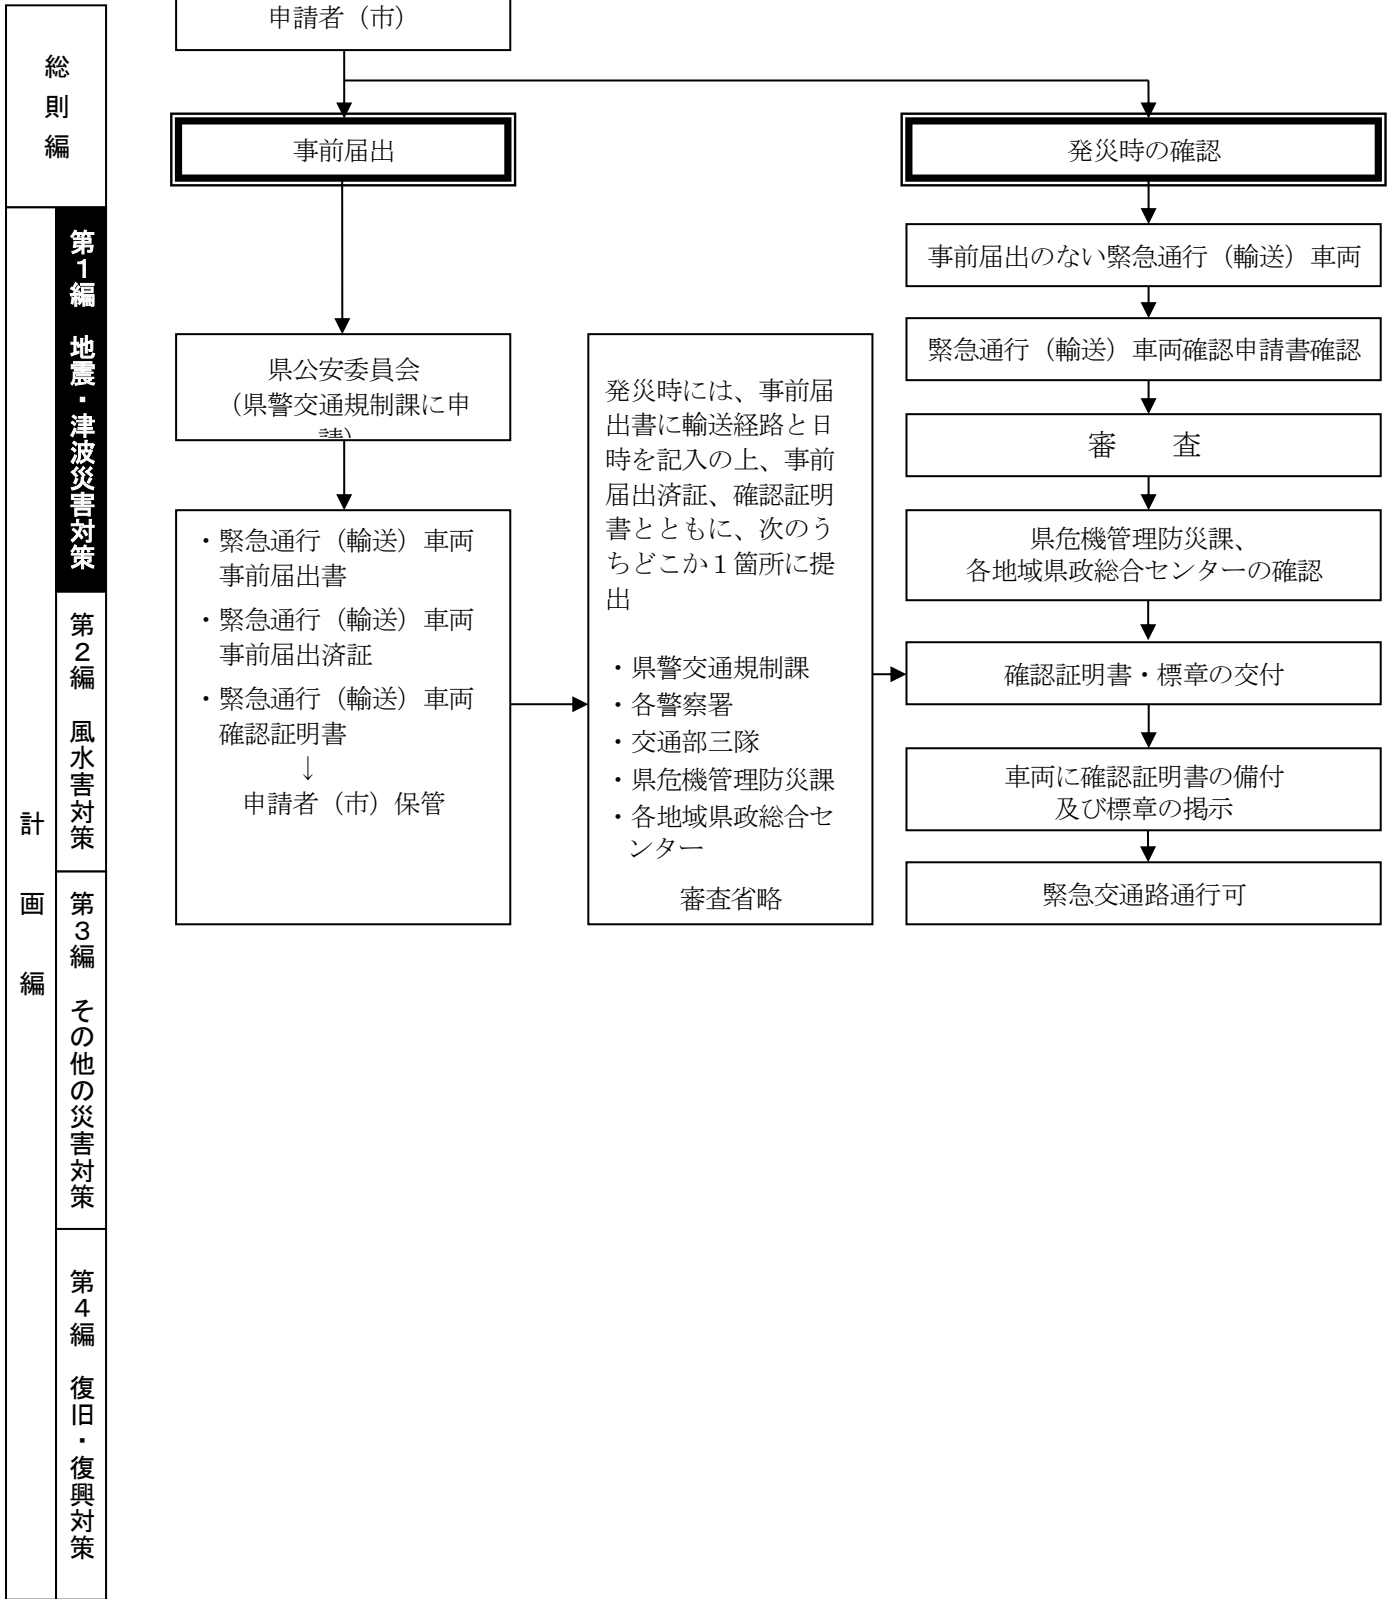 総則編
計画編
第1編 地震・津波災害対策
第2編 風水害対策
第3編 その他の災害対策
第4編 復旧・復興対策
申請者（市）
事前届出
県公安委員会
（県警交通規制課に申
請）
・緊急通行（輸送）車両
事前届出書
・緊急通行（輸送）車両
事前届出済証
・緊急通行（輸送）車両
確認証明書
↓
申請者（市）保管
発災時には、事前届
出書に輸送経路と日
時を記入の上、事前
届出済証、確認証明
書とともに、次のう
ちどこか１箇所に提
出
・県警交通規制課
・各警察署
・交通部三隊
・県危機管理防災課
・各地域県政総合セ
ンター
審査省略
発災時の確認
事前届出のない緊急通行（輸送）車両
緊急通行（輸送）車両確認申請書確認
審　査
県危機管理防災課、
各地域県政総合センターの確認
確認証明書・標章の交付
車両に確認証明書の備付
及び標章の掲示
緊急交通路通行可